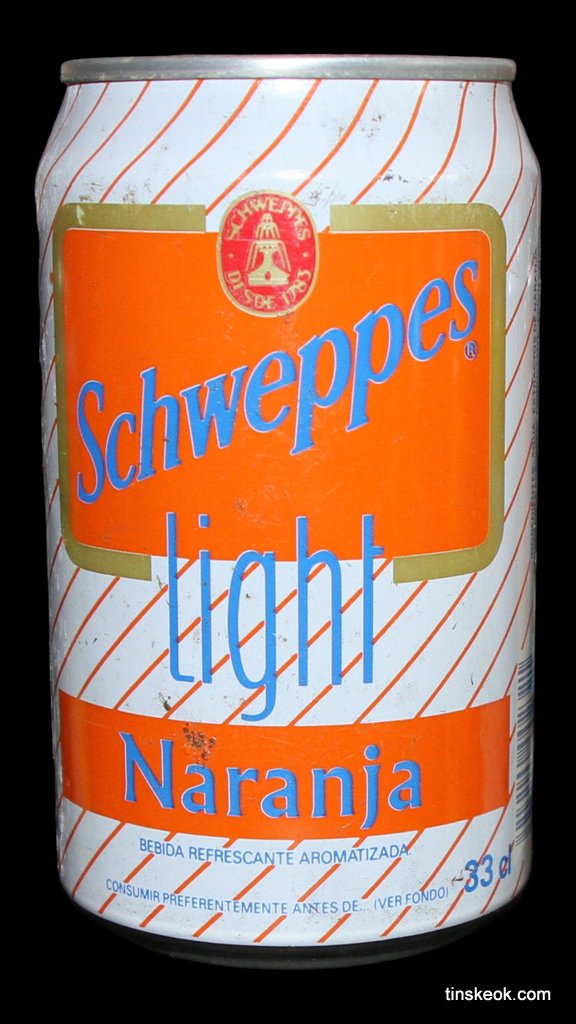 SCHWEPPES
DESDE 1783
Schweppes®
light
Naranja
BEBIDA REFRESCANTE AROMATIZADA.
CONSUMIR PREFERENTEMENTE ANTES DE... (VER FONDO)
33 cl
tinskeok.com